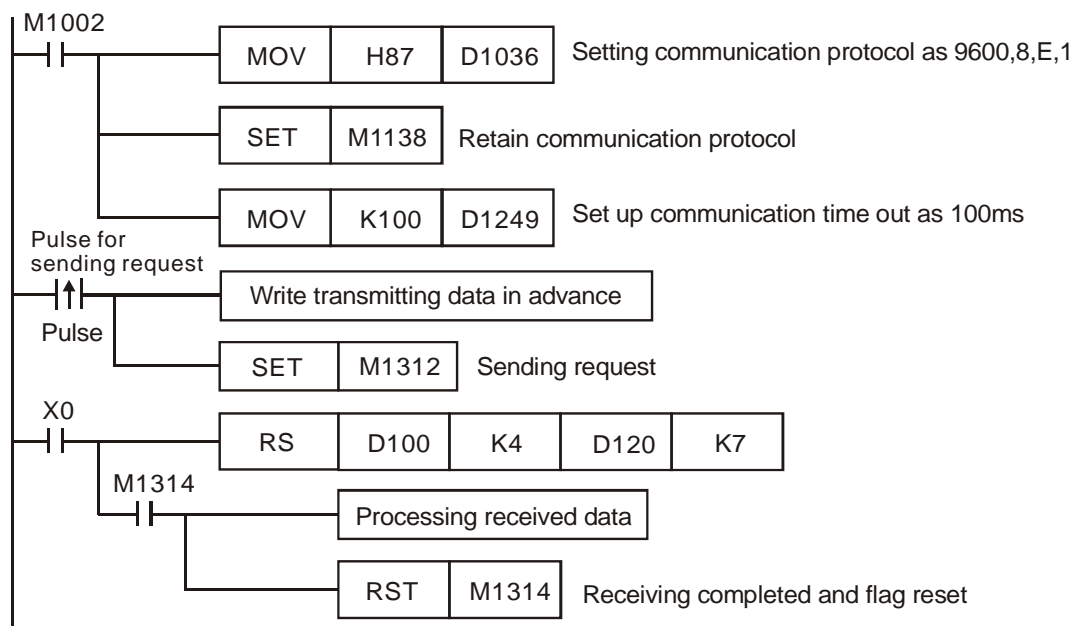 M1002
MOV H87 D1036 Setting communication protocol as 9600,8,E,1
SET M1138 Retain communication protocol
MOV K100 D1249 Set up communication time out as 100ms
Pulse for
sending request
Write transmitting data in advance
Pulse
SET M1312 Sending request
X0
RS D100 K4 D120 K7
M1314
Processing received data
RST M1314 Receiving completed and flag reset